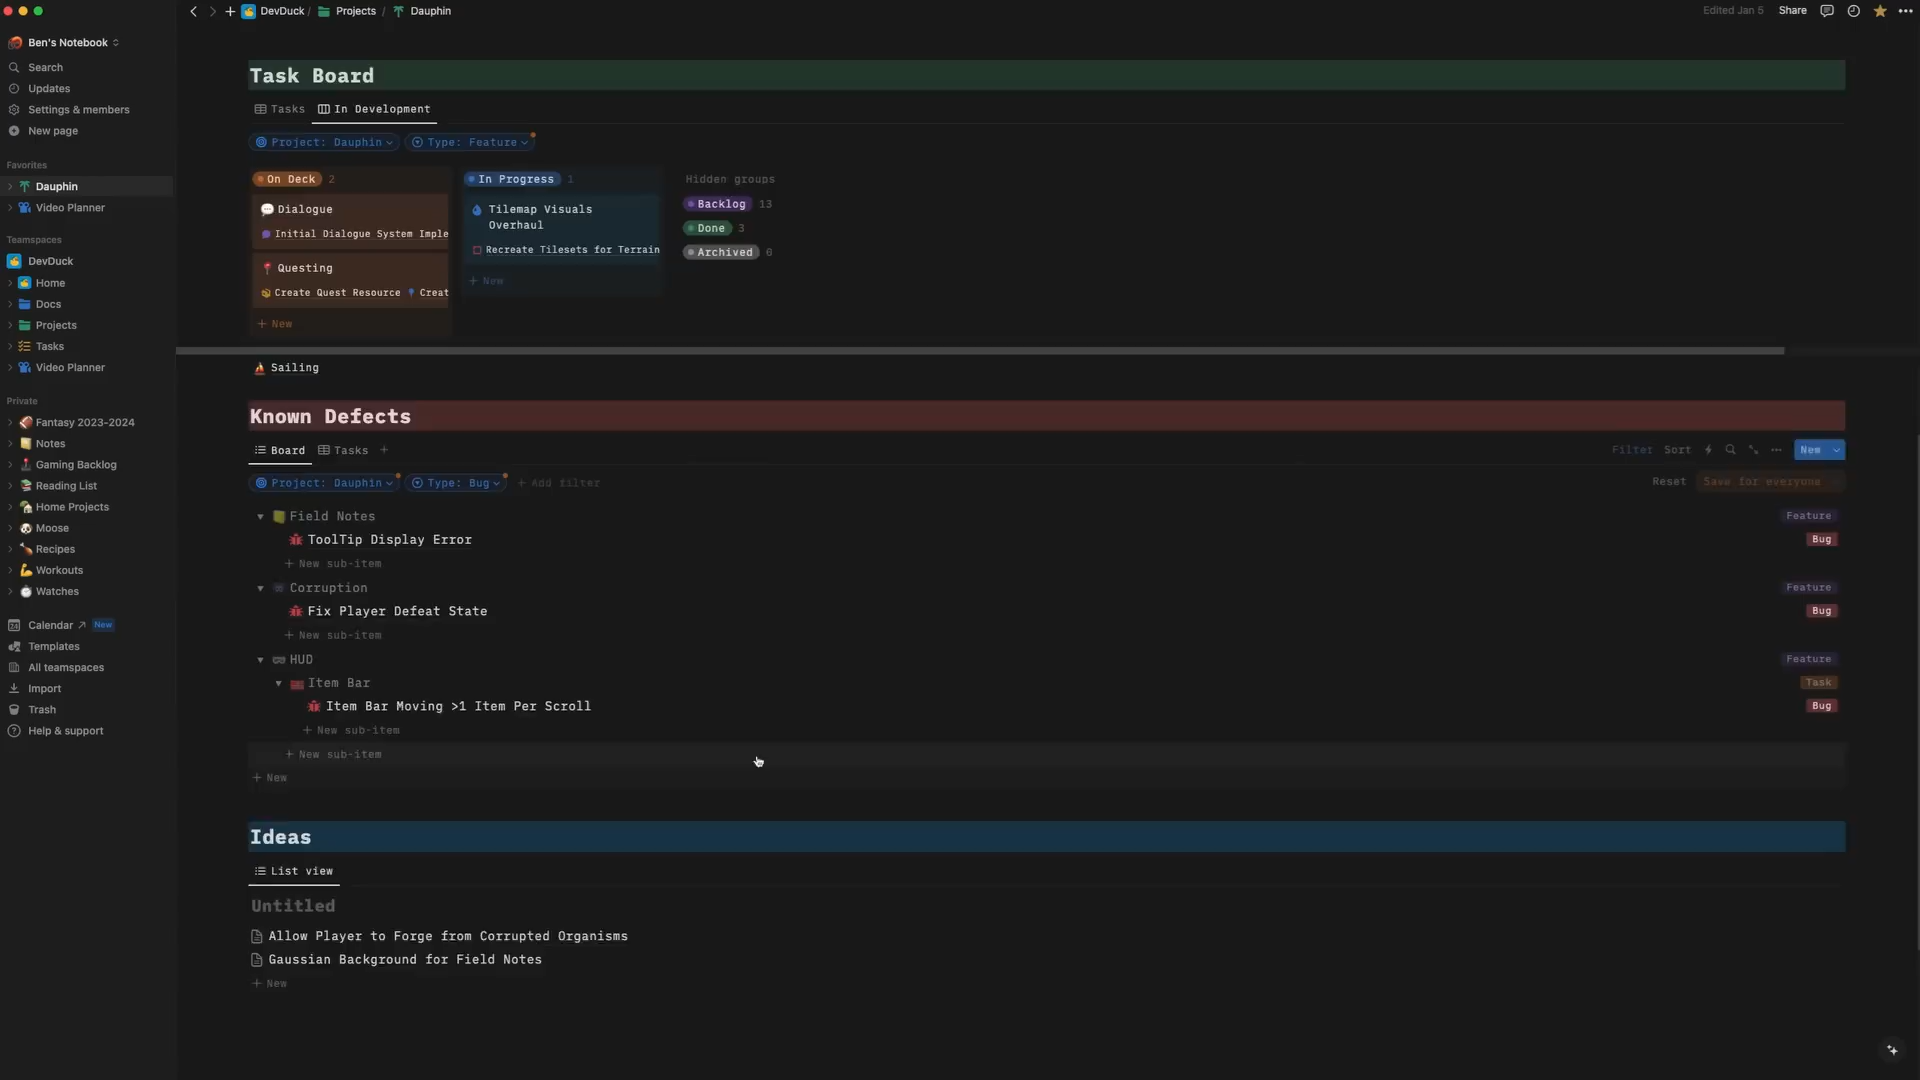 DevDuck / Projects / Dauphin
Edited Jan 5 Share
Ben's Notebook
Search
Updates
Settings & members
New page
Favorites
Dauphin
Video Planner
Teamspaces
DevDuck
Home
Docs
Projects
Tasks
Video Planner
Private
Fantasy 2023-2024
Notes
Gaming Backlog
Reading List
Home Projects
Moose
Recipes
Workouts
Watches
Calendar ↗ New
Templates
All teamspaces
Import
Trash
Help & support
Task Board
Tasks In Development
Project: Dauphin Type: Feature
On Deck 2
Dialogue
Initial Dialogue System Imple
Questing
Create Quest Resource Creat
+ New
In Progress 1
Tilemap Visuals
Overhaul
Recreate Tilesets for Terrain
+ New
Hidden groups
Backlog 13
Done 3
Archived 0
Sailing
Known Defects
Board Tasks +
Filter Sort New
Project: Dauphin Type: Bug + Add filter
Reset Save for everyone
Field Notes Feature
ToolTip Display Error Bug
+ New sub-item
Corruption Feature
Fix Player Defeat State Bug
+ New sub-item
HUD Feature
Item Bar Task
Item Bar Moving >1 Item Per Scroll Bug
+ New sub-item
+ New sub-item
+ New
Ideas
List view
Untitled
Allow Player to Forge from Corrupted Organisms
Gaussian Background for Field Notes
+ New